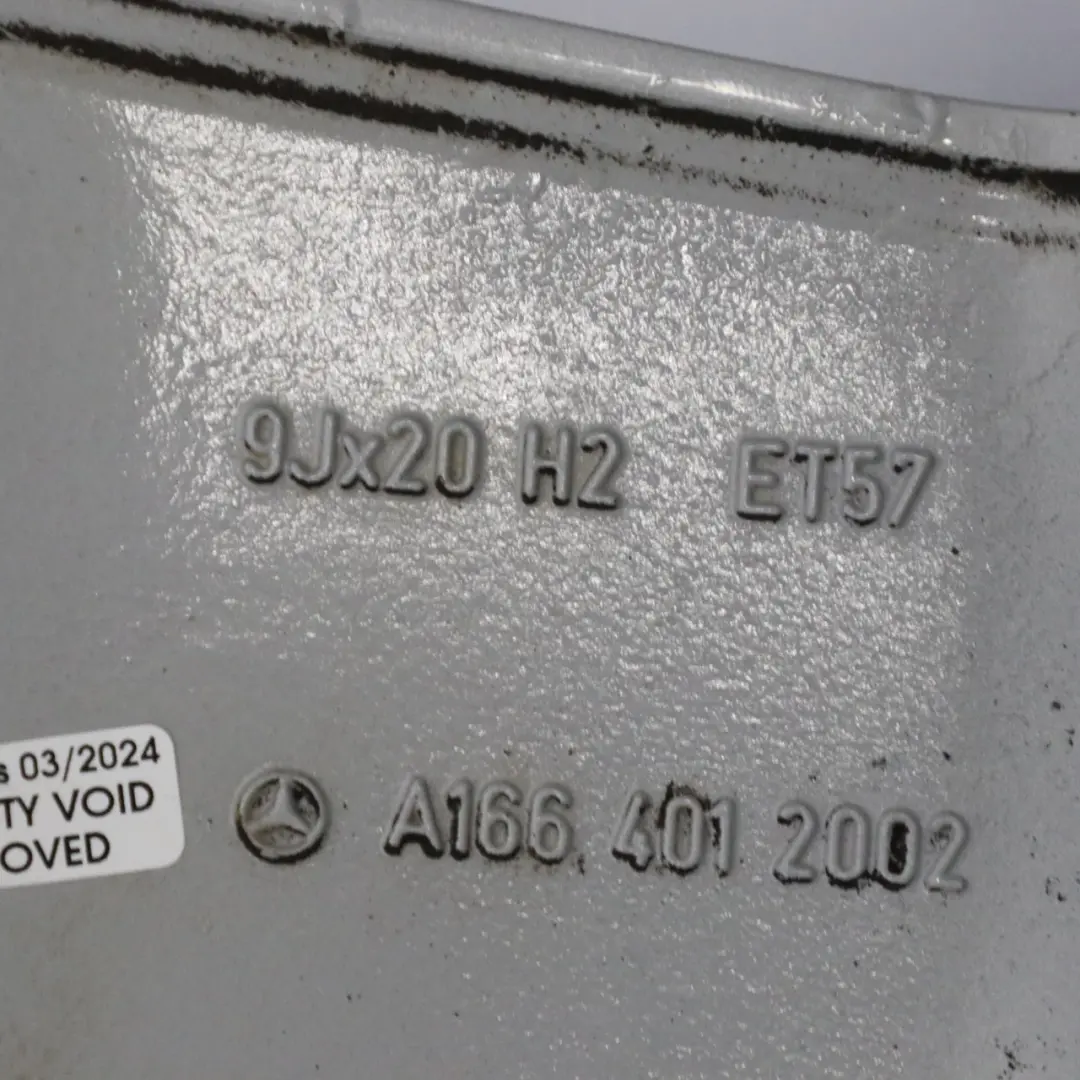 9Jx20 H2 ET57
s 03/2024
TY VOID
OVED
A166 401 2002